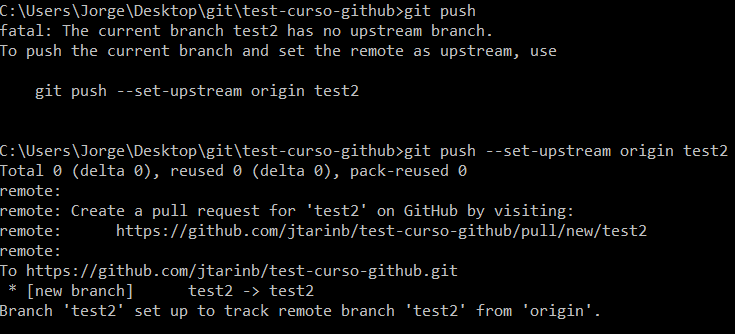 C:\Users\Jorge\Desktop\git\test-curso-github>git push
fatal: The current branch test2 has no upstream branch.
To push the current branch and set the remote as upstream, use

    git push --set-upstream origin test2


C:\Users\Jorge\Desktop\git\test-curso-github>git push --set-upstream origin test2
Total 0 (delta 0), reused 0 (delta 0), pack-reused 0
remote:
remote: Create a pull request for 'test2' on GitHub by visiting:
remote:      https://github.com/jtarinb/test-curso-github/pull/new/test2
remote:
To https://github.com/jtarinb/test-curso-github.git
 * [new branch]      test2 -> test2
Branch 'test2' set up to track remote branch 'test2' from 'origin'.